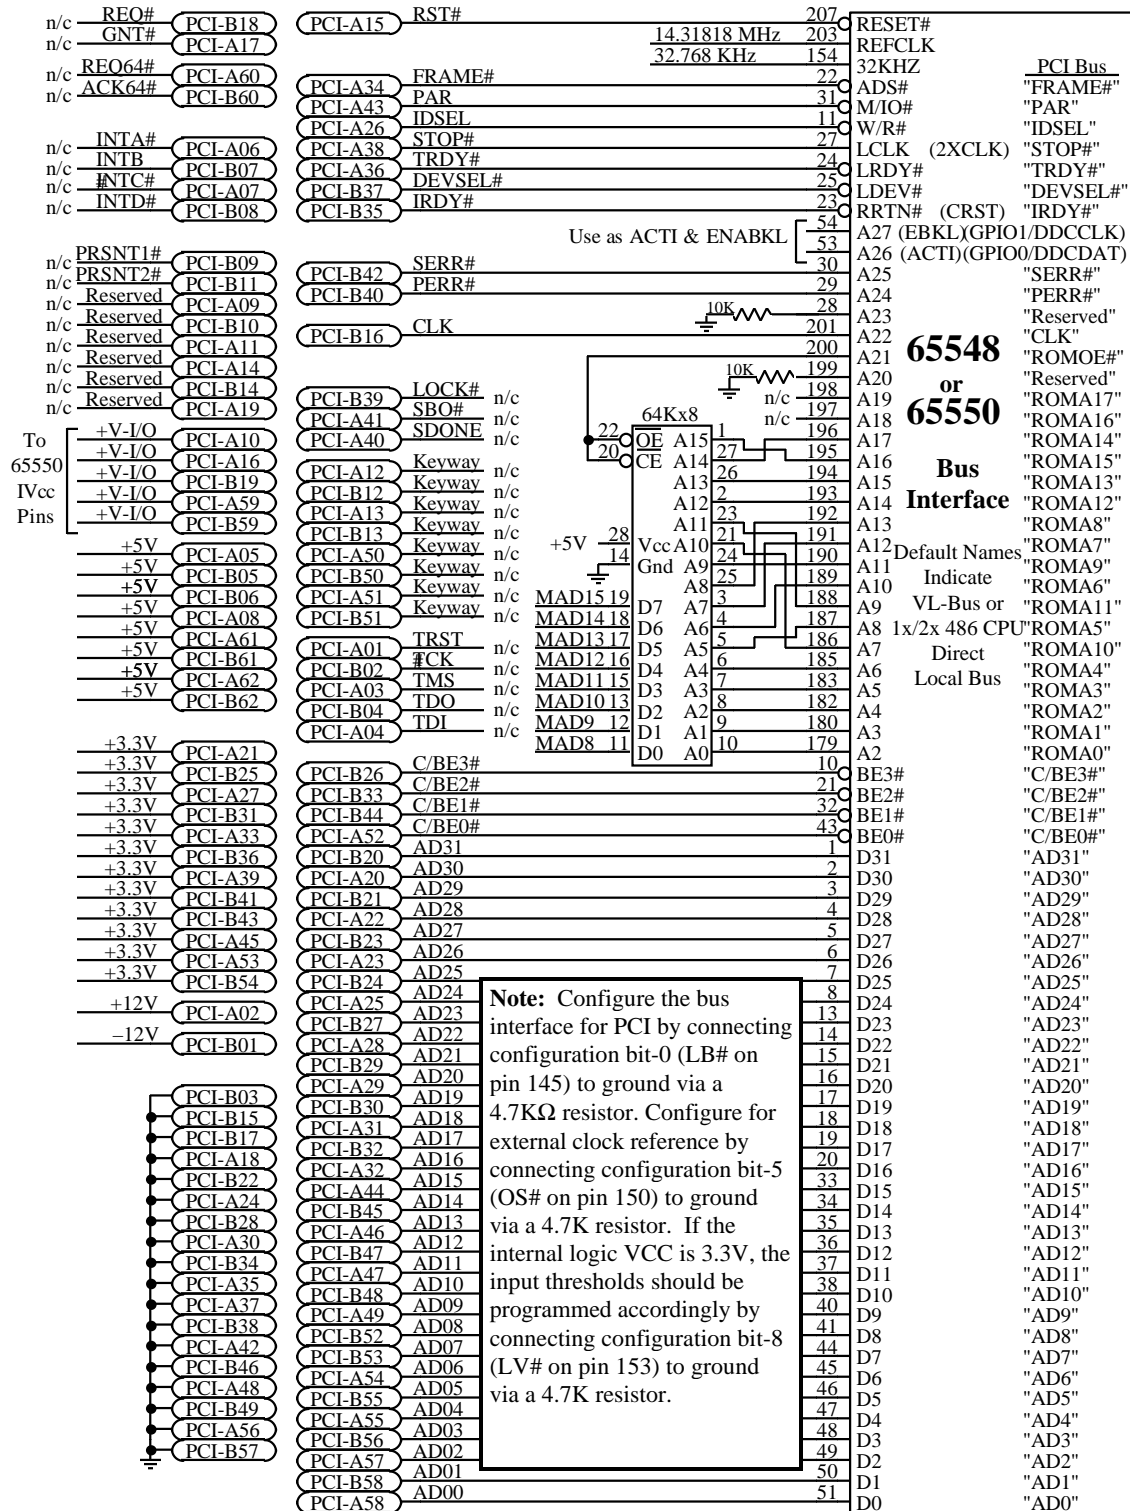 n/c REQ# PCI-B18
n/c GNT# PCI-A17
n/c REQ64# PCI-A60
n/c ACK64# PCI-B60
n/c INTA# PCI-A06
n/c INTB PCI-B07
n/c #INTC# PCI-A07
n/c INTD# PCI-B08
n/c PRSNT1# PCI-B09
n/c PRSNT2# PCI-B11
n/c Reserved PCI-A09
n/c Reserved PCI-B10
n/c Reserved PCI-A11
n/c Reserved PCI-A14
n/c Reserved PCI-B14
n/c Reserved PCI-A19
To
65550
IVcc
Pins
+V-I/O PCI-A10
+V-I/O PCI-A16
+V-I/O PCI-B19
+V-I/O PCI-A59
+V-I/O PCI-B59
+5V PCI-A05
+5V PCI-B05
+5V PCI-B06
+5V PCI-A08
+5V PCI-A61
+5V PCI-B61
+5V PCI-A62
+5V PCI-B62
+3.3V PCI-A21
+3.3V PCI-B25
+3.3V PCI-A27
+3.3V PCI-B31
+3.3V PCI-A33
+3.3V PCI-B36
+3.3V PCI-A39
+3.3V PCI-B41
+3.3V PCI-B43
+3.3V PCI-A45
+3.3V PCI-A53
+3.3V PCI-B54
+12V PCI-A02
–12V PCI-B01
PCI-B03
PCI-B15
PCI-B17
PCI-A18
PCI-B22
PCI-A24
PCI-B28
PCI-A30
PCI-B34
PCI-A35
PCI-A37
PCI-B38
PCI-A42
PCI-B46
PCI-A48
PCI-B49
PCI-A56
PCI-B57
PCI-A15 RST# 207 RESET#
14.31818 MHz 203 REFCLK
32.768 KHz 154 32KHZ
PCI Bus
PCI-A34 FRAME# 22 ADS# "FRAME#"
PCI-A43 PAR 31 M/IO# "PAR"
PCI-A26 IDSEL 11 W/R# "IDSEL"
PCI-A38 STOP# 27 LCLK (2XCLK) "STOP#"
PCI-A36 TRDY# 24 LRDY# "TRDY#"
PCI-B37 DEVSEL# 25 LDEV# "DEVSEL#"
PCI-B35 IRDY# 23 RRTN# (CRST) "IRDY#"
Use as ACTI & ENABKL
54 A27 (EBKL)(GPIO1/DDCCLK)
53 A26 (ACTI)(GPIO0/DDCDAT)
PCI-B42 SERR# 30 A25 "SERR#"
PCI-B40 PERR# 29 A24 "PERR#"
10K 28 A23 "Reserved"
PCI-B16 CLK 201 A22 "CLK"
200 A21 "ROMOE#"
10K 199 A20 "Reserved"
n/c 198 A19 "ROMA17"
n/c 197 A18 "ROMA16"
196 A17 "ROMA14"
195 A16 "ROMA15"
194 A15 "ROMA13"
193 A14 "ROMA12"
192 A13 "ROMA8"
191 A12 "ROMA7"
190 A11 "ROMA9"
189 A10 "ROMA6"
188 A9 "ROMA11"
187 A8 "ROMA5"
186 A7 "ROMA10"
185 A6 "ROMA4"
183 A5 "ROMA3"
182 A4 "ROMA2"
180 A3 "ROMA1"
179 A2 "ROMA0"
65548
or
65550
Bus
Interface
Default Names
Indicate
VL-Bus or
1x/2x 486 CPU
Direct
Local Bus
PCI-B39 LOCK# n/c
PCI-A41 SBO# n/c
PCI-A40 SDONE n/c
PCI-A12 Keyway n/c
PCI-B12 Keyway n/c
PCI-A13 Keyway n/c
PCI-B13 Keyway n/c
PCI-A50 Keyway n/c
PCI-B50 Keyway n/c
PCI-A51 Keyway n/c
PCI-B51 Keyway n/c
PCI-A01 TRST n/c
PCI-B02 #TCK n/c
PCI-A03 TMS n/c
PCI-B04 TDO n/c
PCI-A04 TDI n/c
64Kx8
22 OE A15 1
20 CE A14 27
A13 26
A12 2
A11 23
+5V 28 Vcc A10 21
14 Gnd A9 24
A8 25
MAD15 19 D7 A7 3
MAD14 18 D6 A6 4
MAD13 17 D5 A5 5
MAD12 16 D4 A4 6
MAD11 15 D3 A3 7
MAD10 13 D2 A2 8
MAD9 12 D1 A1 9
MAD8 11 D0 A0 10
PCI-B26 C/BE3# 10 BE3# "C/BE3#"
PCI-B33 C/BE2# 21 BE2# "C/BE2#"
PCI-B44 C/BE1# 32 BE1# "C/BE1#"
PCI-A52 C/BE0# 43 BE0# "C/BE0#"
PCI-B20 AD31 1 D31 "AD31"
PCI-A20 AD30 2 D30 "AD30"
PCI-B21 AD29 3 D29 "AD29"
PCI-A22 AD28 4 D28 "AD28"
PCI-B23 AD27 5 D27 "AD27"
PCI-A23 AD26 6 D26 "AD26"
PCI-B24 AD25 7 D25 "AD25"
PCI-A25 AD24 8 D24 "AD24"
PCI-B27 AD23 13 D23 "AD23"
PCI-A28 AD22 14 D22 "AD22"
PCI-B29 AD21 15 D21 "AD21"
PCI-A29 AD20 16 D20 "AD20"
PCI-B30 AD19 17 D19 "AD19"
PCI-A31 AD18 18 D18 "AD18"
PCI-B32 AD17 19 D17 "AD17"
PCI-A32 AD16 20 D16 "AD16"
PCI-A44 AD15 33 D15 "AD15"
PCI-B45 AD14 34 D14 "AD14"
PCI-A46 AD13 35 D13 "AD13"
PCI-B47 AD12 36 D12 "AD12"
PCI-A47 AD11 37 D11 "AD11"
PCI-B48 AD10 38 D10 "AD10"
PCI-A49 AD09 40 D9 "AD9"
PCI-B52 AD08 41 D8 "AD8"
PCI-B53 AD07 44 D7 "AD7"
PCI-A54 AD06 45 D6 "AD6"
PCI-B55 AD05 46 D5 "AD5"
PCI-A55 AD04 47 D4 "AD4"
PCI-B56 AD03 48 D3 "AD3"
PCI-A57 AD02 49 D2 "AD2"
PCI-B58 AD01 50 D1 "AD1"
PCI-A58 AD00 51 D0 "AD0"
Note: Configure the bus
interface for PCI by connecting
configuration bit-0 (LB# on
pin 145) to ground via a
4.7KΩ resistor. Configure for
external clock reference by
connecting configuration bit-5
(OS# on pin 150) to ground
via a 4.7K resistor. If the
internal logic VCC is 3.3V, the
input thresholds should be
programmed accordingly by
connecting configuration bit-8
(LV# on pin 153) to ground
via a 4.7K resistor.